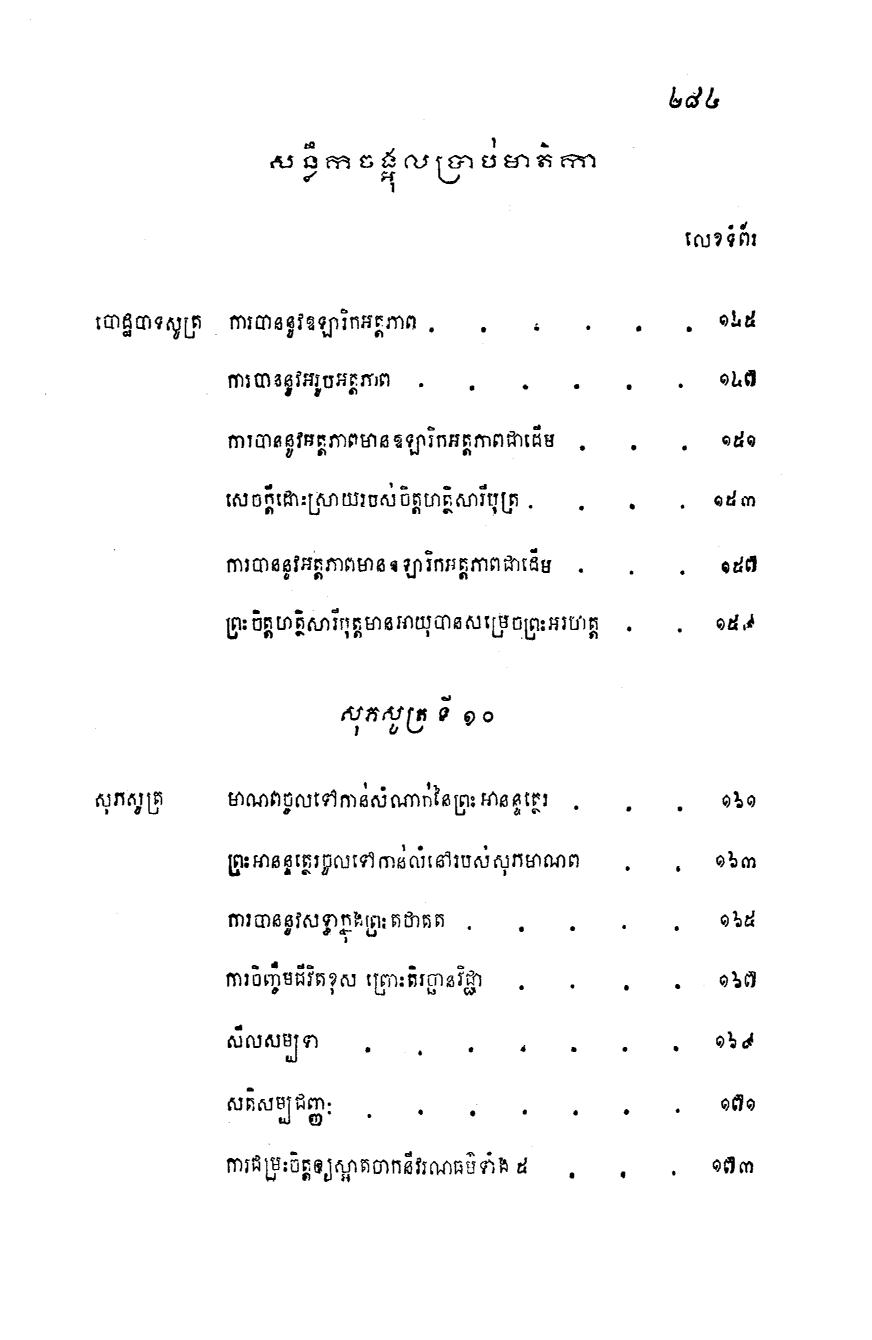 ២៨៤
សន្លឹកចង្អុលប្រាប់មាតិកា
លេខទំព័រ
បោដ្ឋបាទសូត្រ ការបាននូវឱឡារិកអត្តភាព . . . . . . ១៤៥
ការបាននូវអរូបអត្តភាព . . . . . . ១៤៧
ការបាននូវអត្តភាពមានឱឡារិកអត្តភាពជាដើម . . . ១៥១
សេចក្តីដោះស្រាយរបស់ចិត្តហត្ថិសារីបុត្រ . . . . ១៥៣
ការបាននូវអត្តភាពមានឱឡារិកអត្តភាពជាដើម . . . ១៥៧
ព្រះចិត្តហត្ថិសារីបុត្តមានអាយុបានសម្រេចព្រះអរហត្ត . . ១៥៩
សុភសូត្រ ទី ១០
សុភសូត្រ មាណពចូលទៅកាន់សំណាក់នៃព្រះអានន្ទត្ថេរ . . . ១៦១
ព្រះអានន្ទត្ថេរចូលទៅកាន់លំនៅរបស់សុភមាណព . . ១៦៣
ការបាននូវសទ្ធាក្នុងព្រះតថាគត . . . . . ១៦៥
ការចិញ្ចឹមជីវិតខុស ព្រោះតិរច្ឆានវិជ្ជា . . . . ១៦៧
សីលសម្បទា . . . . . . . ១៦៩
សតិសម្បជញ្ញៈ . . . . . . . ១៧១
ការជម្រះចិត្តឲ្យស្អាតចាកនីវរណធម៌ទាំង ៥ . . . ១៧៣